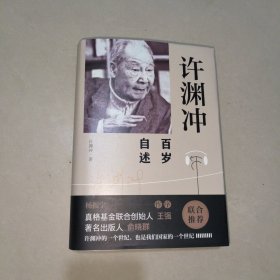 许渊冲
百岁
自述
许渊冲 著
杨振宁 作序
真格基金联合创始人 王强
著名出版人 俞晓群
联合
推荐
许渊冲的一个世纪，也是我们国家的一个世纪